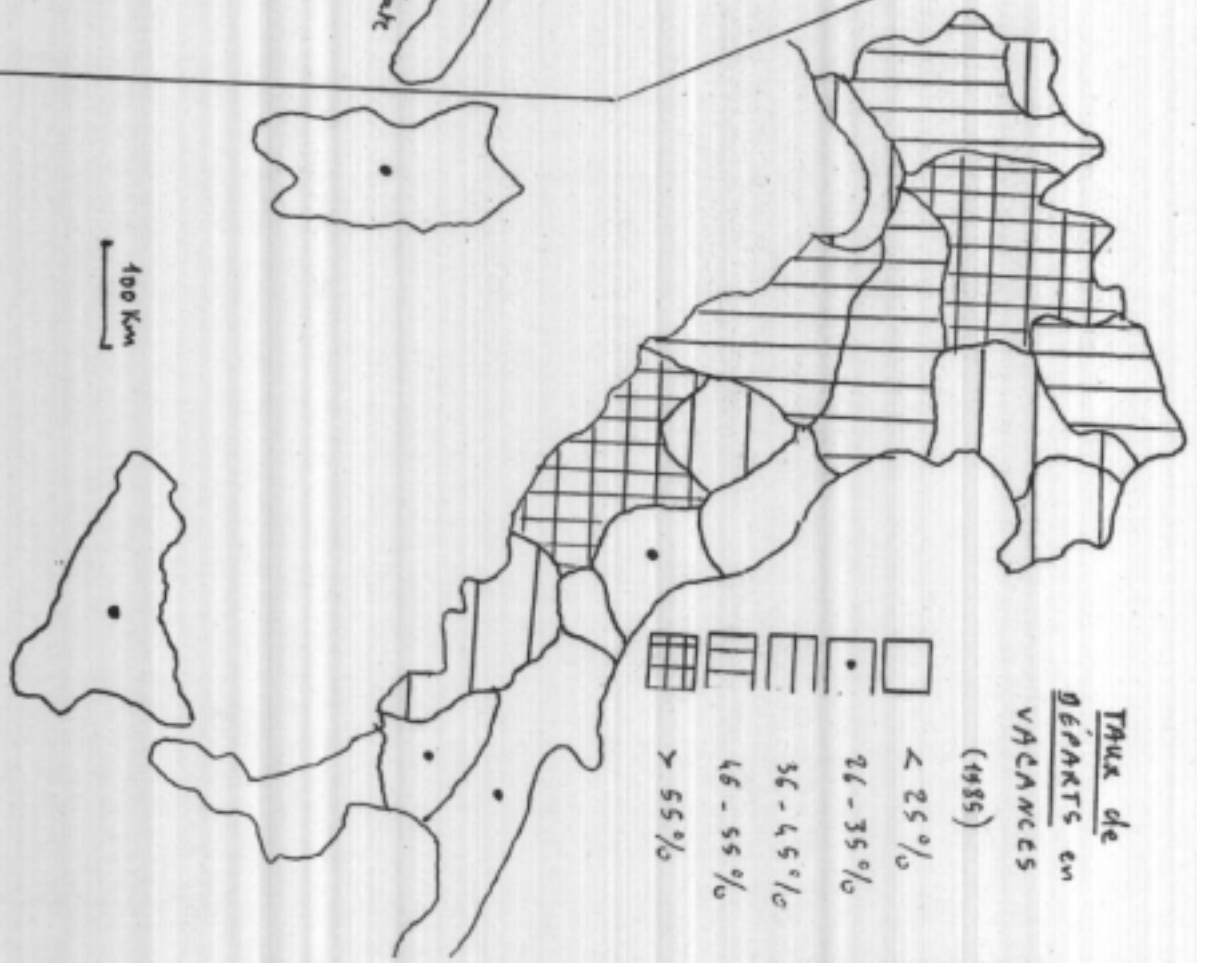 TAUX de
DÉPARTS en
VACANCES
(1985)
< 25%
26 - 35%
36 - 45%
46 - 55%
> 55%
100 Km